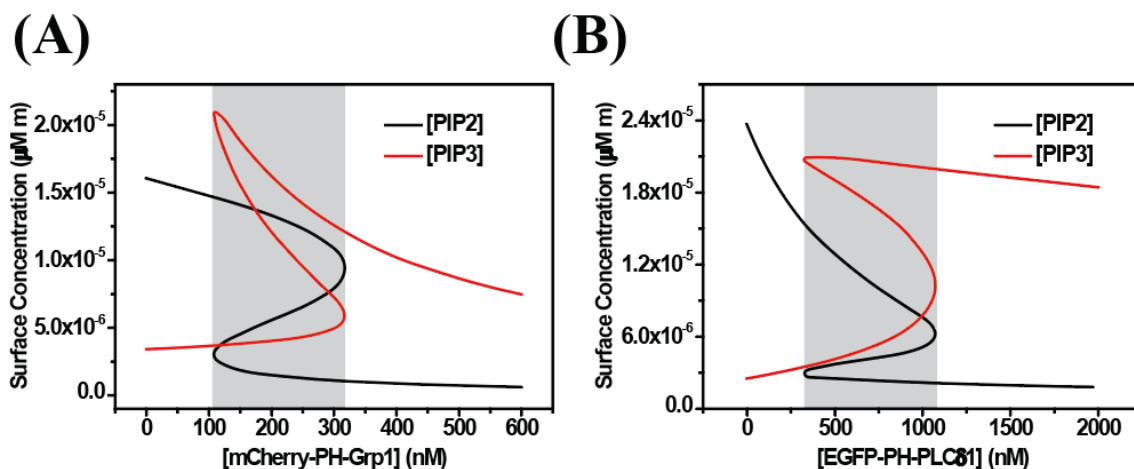 (A)
(B)
Surface Concentration (µM m)
2.0x10⁻⁵
1.5x10⁻⁵
1.0x10⁻⁵
5.0x10⁻⁶
0.0
[PIP2]
[PIP3]
0 100 200 300 400 500 600
[mCherry-PH-Grp1] (nM)
Surface Concentration (µM m)
2.4x10⁻⁵
1.8x10⁻⁵
1.2x10⁻⁵
6.0x10⁻⁶
0.0
[PIP2]
[PIP3]
0 500 1000 1500 2000
[EGFP-PH-PLCδ1] (nM)